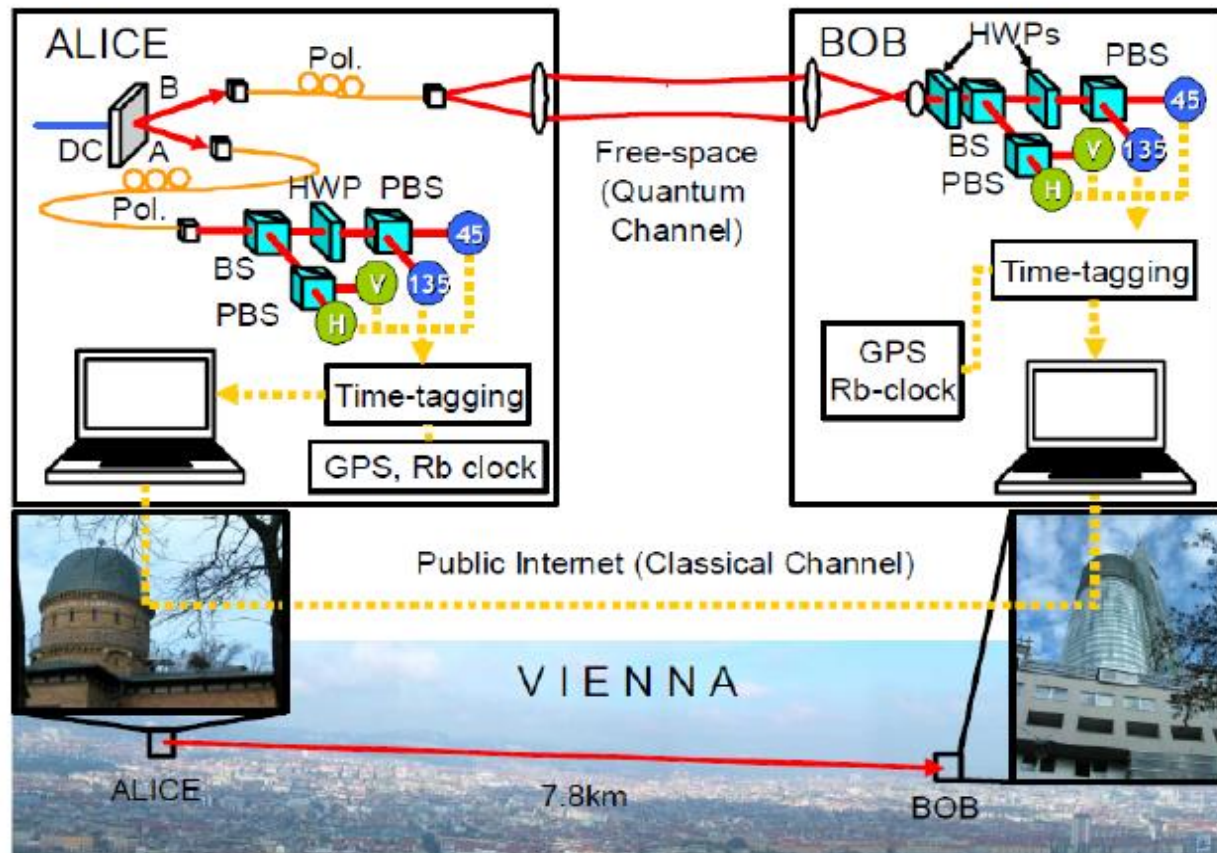 ALICE
Pol.
B
DC
A
Pol.
HWP
PBS
45
BS
V
135
PBS
H
Time-tagging
GPS, Rb clock
Free-space
(Quantum
Channel)
BOB
HWPs
PBS
45
BS
V
135
PBS
H
Time-tagging
GPS
Rb-clock
Public Internet (Classical Channel)
VIENNA
ALICE
7.8km
BOB